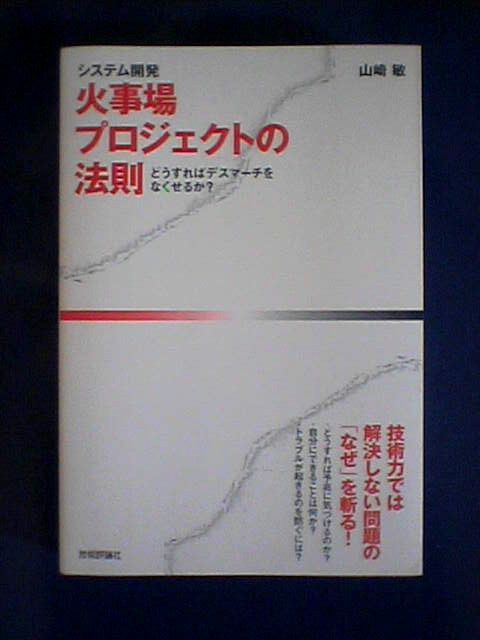 システム開発
火事場
プロジェクトの
法則
どうすればデスマーチを
なくせるか？
山崎 敏
技術力では
解決しない問題の
「なぜ」を斬る！
・どうすれば予兆に気づけるのか？
・自分にできることは何か？
・トラブルが起きるのを防ぐには？
技術評論社